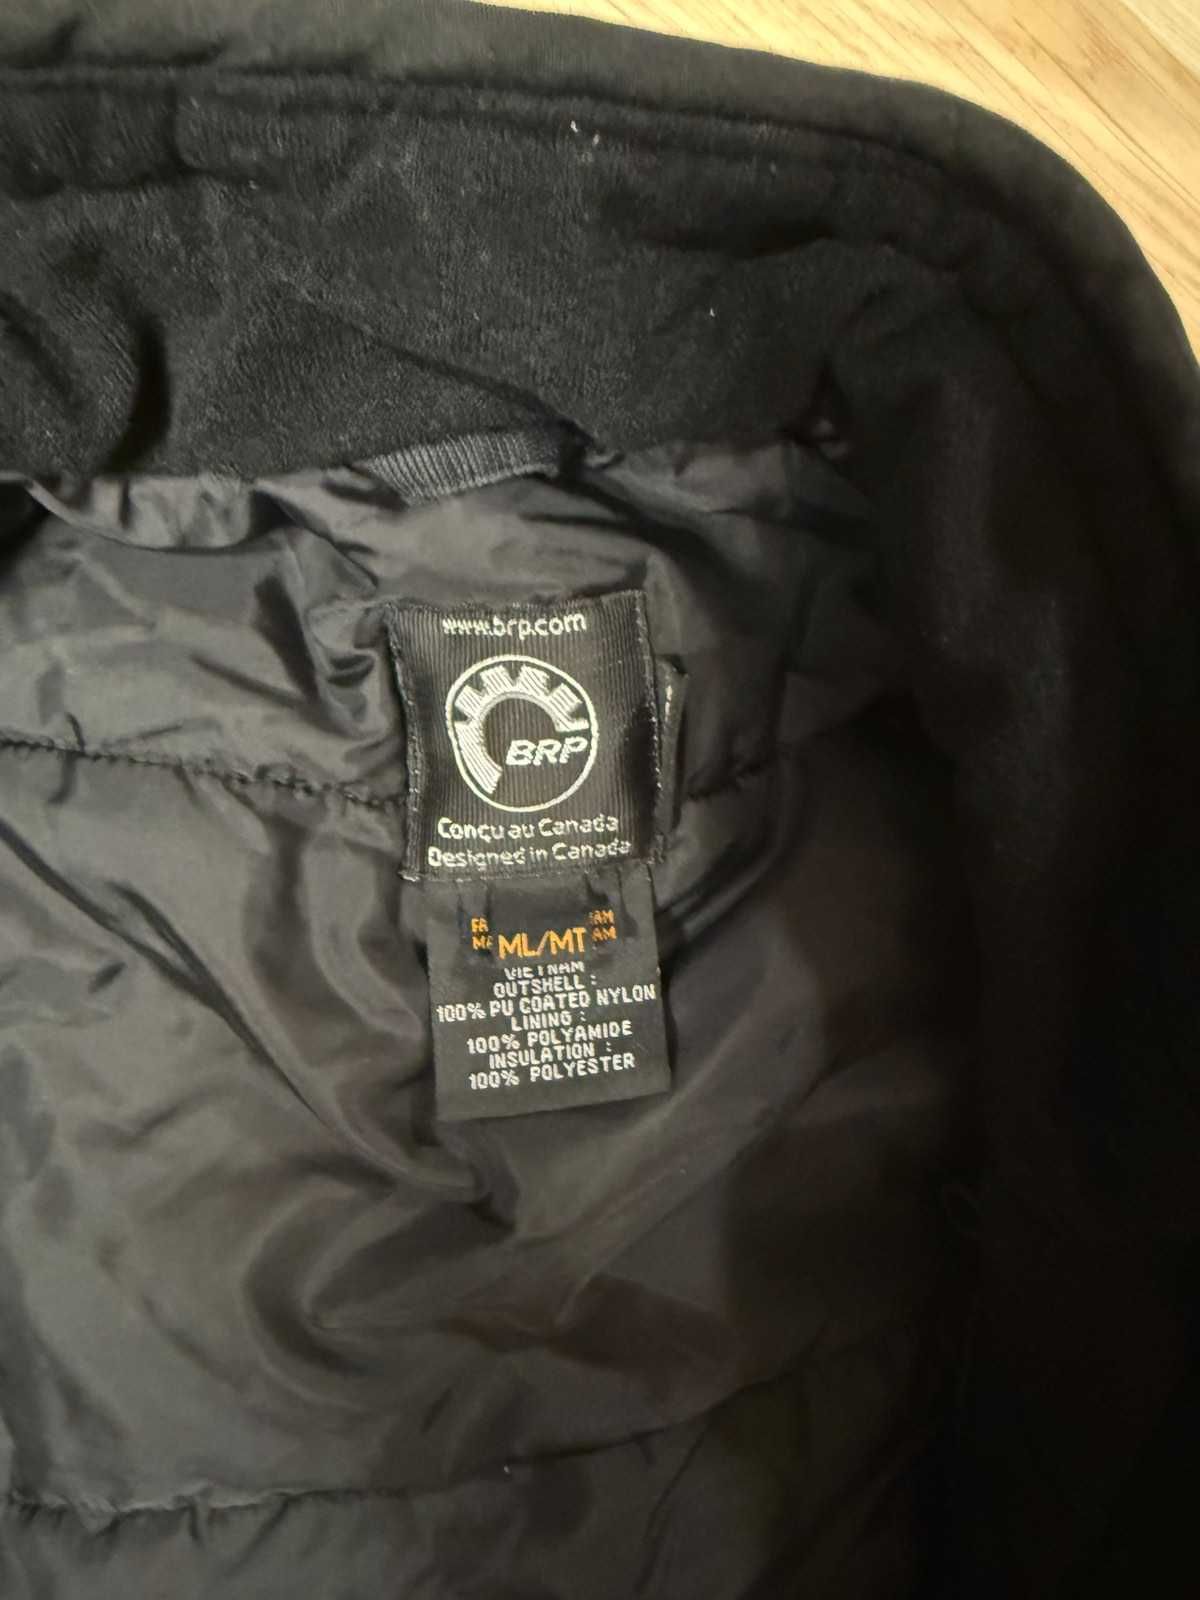 www.brp.com
BRP
Conçu au Canada
Designed in Canada
ML/MT
VIETNAM
OUTSHELL :
100% PU COATED NYLON
LINING :
100% POLYAMIDE
INSULATION :
100% POLYESTER